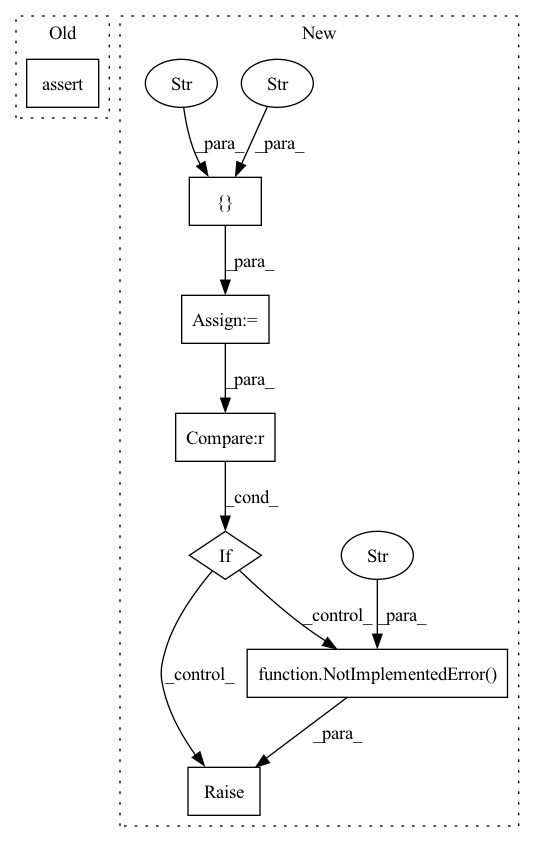 Old
New
assert
Str
Str
_para_
_para_
{}
_para_
Assign:=
_para_
Compare:r
_cond_
If
Str
_control_
_para_
_control_
function.NotImplementedError()
_para_
Raise